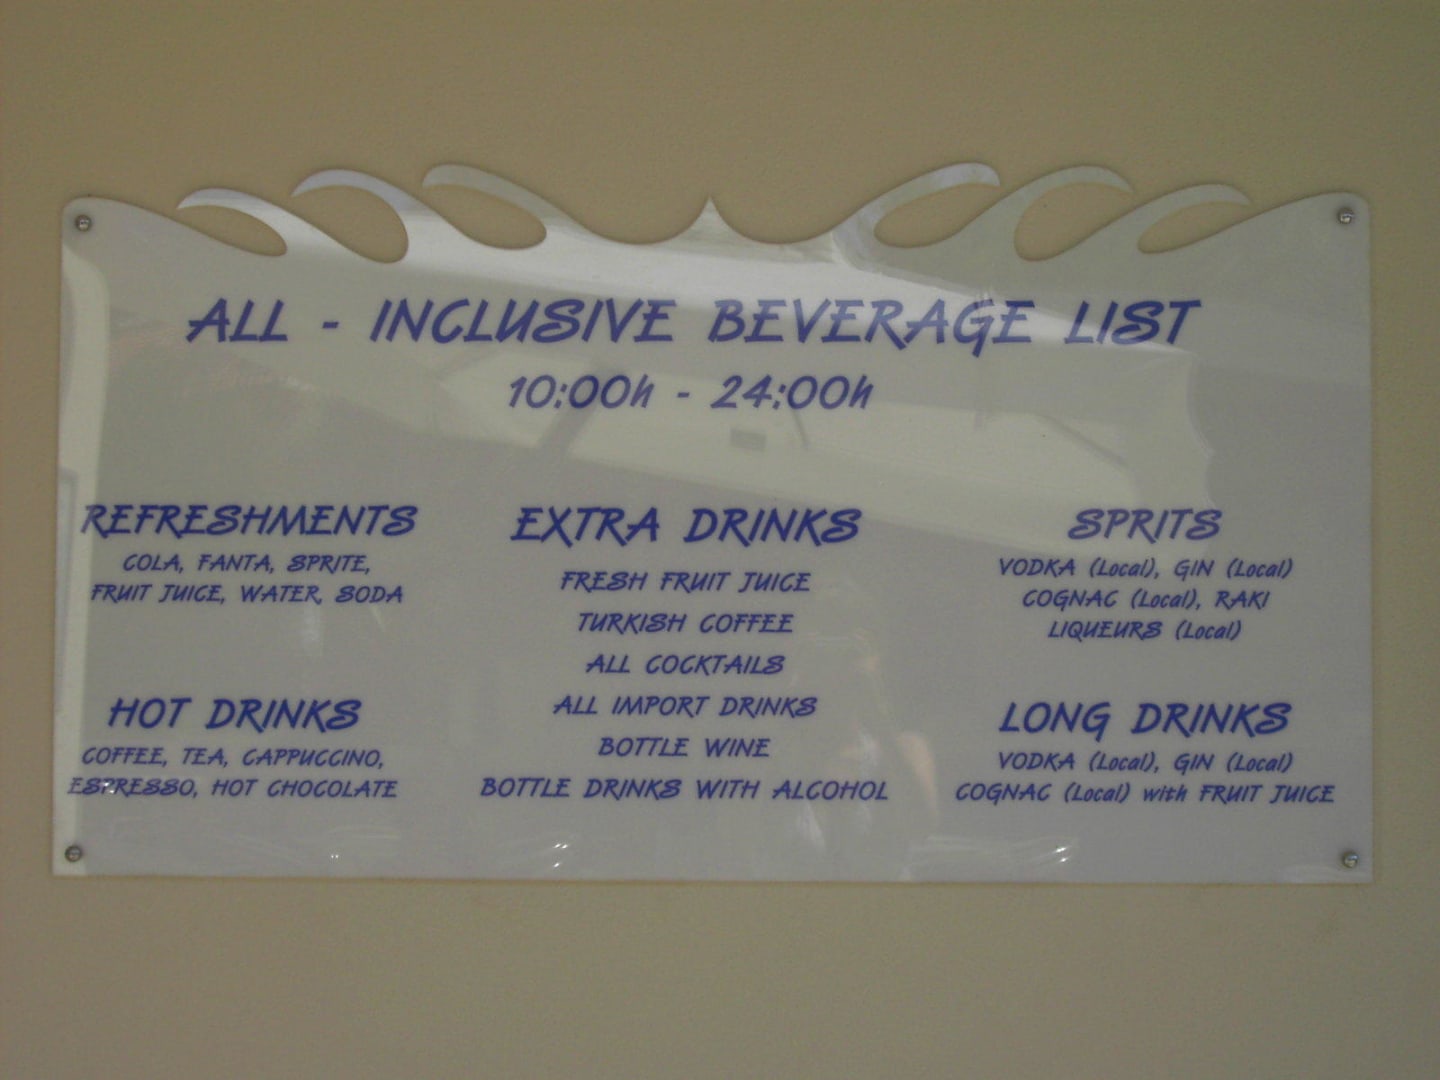 ALL - INCLUSIVE BEVERAGE LIST
10:00h - 24:00h
REFRESHMENTS
COLA, FANTA, SPRITE,
FRUIT JUICE, WATER, SODA
HOT DRINKS
COFFEE, TEA, CAPPUCCINO,
ESPRESSO, HOT CHOCOLATE
EXTRA DRINKS
FRESH FRUIT JUICE
TURKISH COFFEE
ALL COCKTAILS
ALL IMPORT DRINKS
BOTTLE WINE
BOTTLE DRINKS WITH ALCOHOL
SPRITS
VODKA (Local), GIN (Local)
COGNAC (Local), RAKI
LIQUEURS (Local)
LONG DRINKS
VODKA (Local), GIN (Local)
COGNAC (Local) with FRUIT JUICE